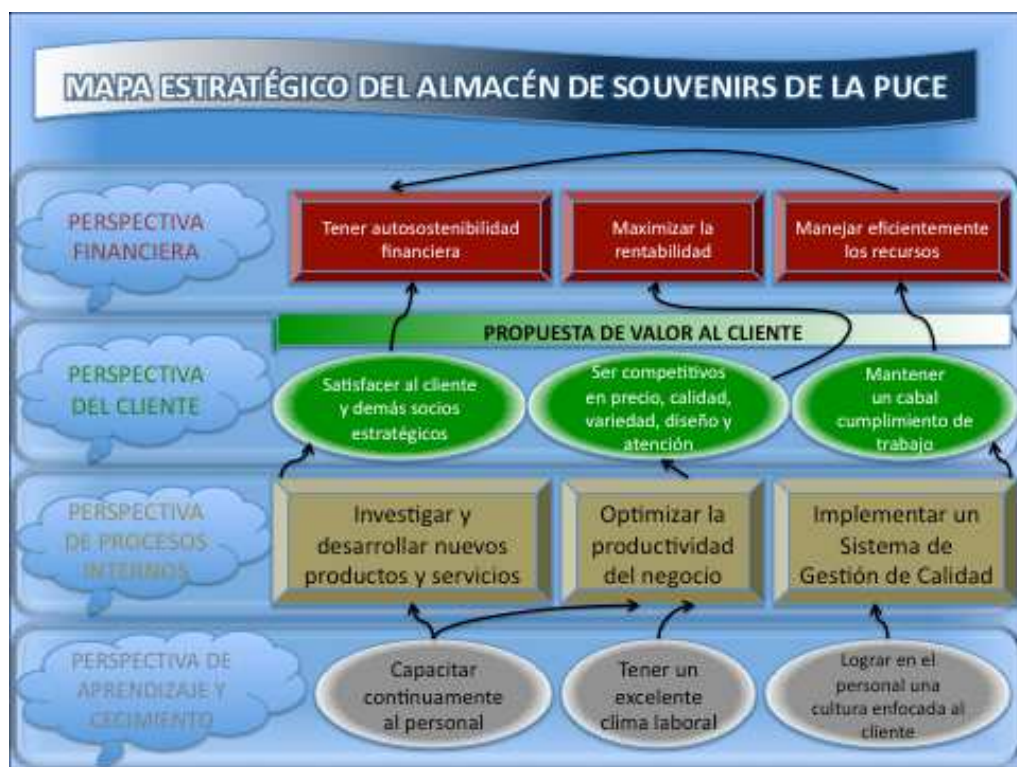 MAPA ESTRATÉGICO DEL ALMACÉN DE SOUVENIRS DE LA PUCE
PERSPECTIVA
FINANCIERA
Tener autosostenibilidad
financiera
Maximizar la
rentabilidad
Manejar eficientemente
los recursos
PROPUESTA DE VALOR AL CLIENTE
PERSPECTIVA
DEL CLIENTE
Satisfacer al cliente
y demás socios
estratégicos
Ser competitivos
en precio, calidad,
variedad, diseño y
atención
Mantener
un cabal
cumplimiento de
trabajo
PERSPECTIVA
DE PROCESOS
INTERNOS
Investigar y
desarrollar nuevos
productos y servicios
Optimizar la
productividad
del negocio
Implementar un
Sistema de
Gestión de Calidad
PERSPECTIVA DE
APRENDIZAJE Y
CECIMIENTO
Capacitar
continuamente
al personal
Tener un
excelente
clima laboral
Lograr en el
personal una
cultura enfocada al
cliente